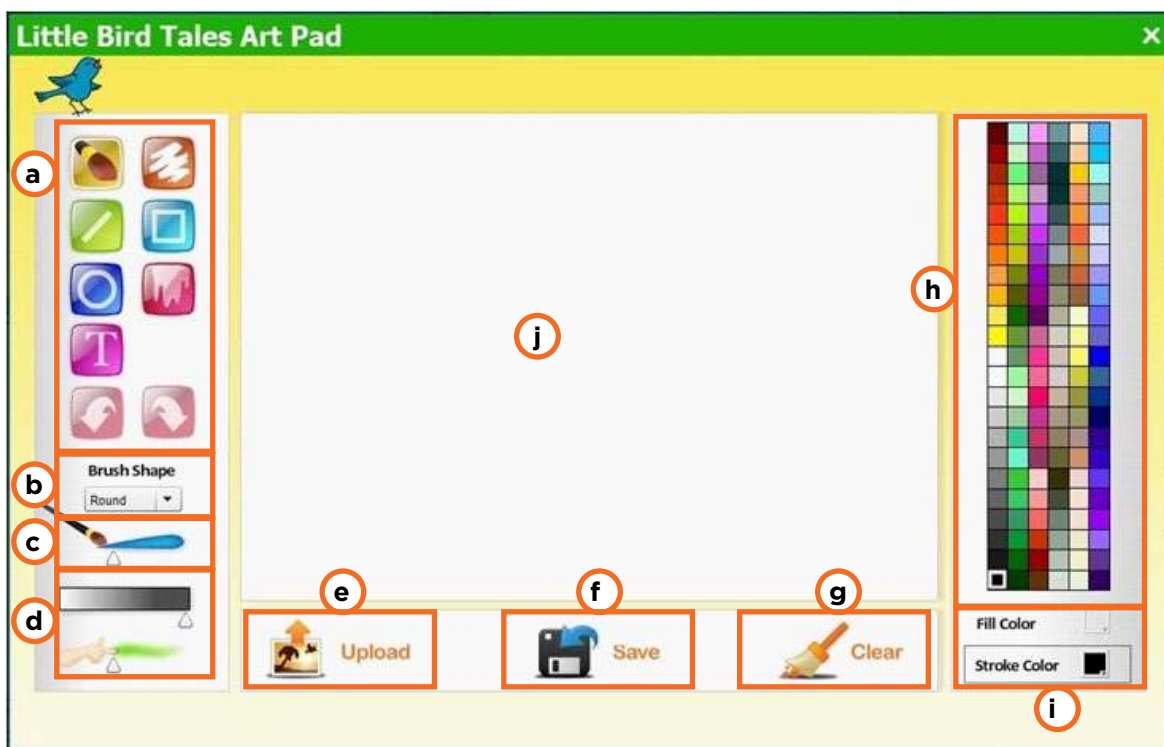 Little Bird Tales Art Pad ×
a
T
b
Brush Shape
Round
c
d
j
e
Upload
f
Save
g
Clear
h
Fill Color
Stroke Color
i